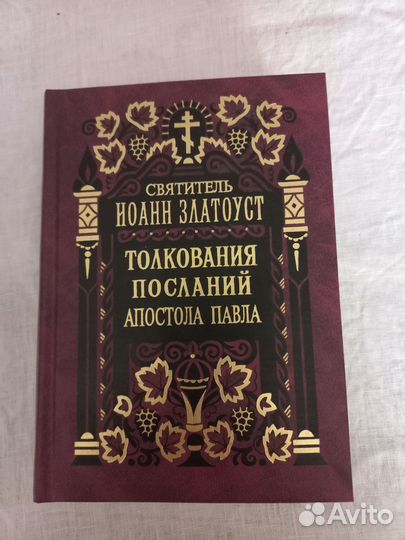 СВЯТИТЕЛЬ
ИОАНН ЗЛАТОУСТ
ТОЛКОВАНИЯ
ПОСЛАНИЙ
АПОСТОЛА ПАВЛА
Avito